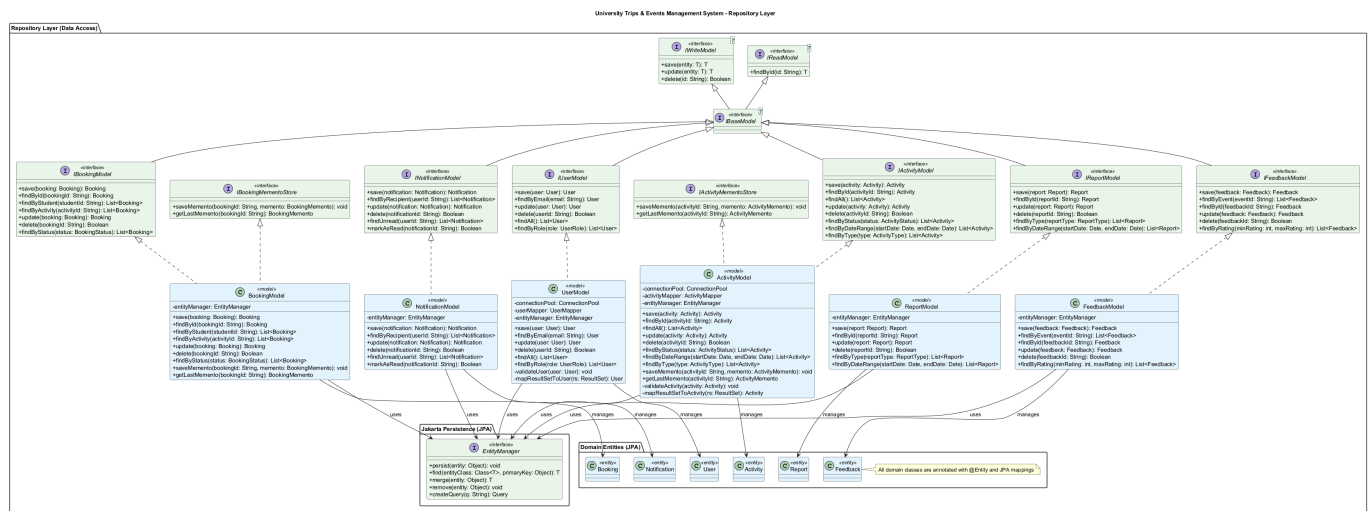 University Trips & Events Management System - Repository Layer
Repository Layer (Data Access)
I
«interface»
IWriteModel
T
+save(entity: T): T
+update(entity: T): T
+delete(id: String): Boolean
I
«interface»
IReadModel
T
+findById(id: String): T
I
«interface»
IBaseModel
T
I
«interface»
IBookingModel
+save(booking: Booking): Booking
+findById(bookingId: String): Booking
+findByStudent(studentId: String): List<Booking>
+findByActivity(activityId: String): List<Booking>
+update(booking: Booking): Booking
+delete(bookingId: String): Boolean
+findByStatus(status: BookingStatus): List<Booking>
I
«interface»
IBookingMementoStore
+saveMemento(bookingId: String, memento: BookingMemento): void
+getLastMemento(bookingId: String): BookingMemento
I
«interface»
INotificationModel
+save(notification: Notification): Notification
+findByRecipient(userId: String): List<Notification>
+update(notification: Notification): Notification
+delete(notificationId: String): Boolean
+findUnread(userId: String): List<Notification>
+markAsRead(notificationId: String): Boolean
I
«interface»
IUserModel
+save(user: User): User
+findByEmail(email: String): User
+update(user: User): User
+delete(userId: String): Boolean
+findAll(): List<User>
+findByRole(role: UserRole): List<User>
I
«interface»
IActivityMementoStore
+saveMemento(activityId: String, memento: ActivityMemento): void
+getLastMemento(activityId: String): ActivityMemento
I
«interface»
IActivityModel
+save(activity: Activity): Activity
+findById(activityId: String): Activity
+findAll(): List<Activity>
+update(activity: Activity): Activity
+delete(activityId: String): Boolean
+findByStatus(status: ActivityStatus): List<Activity>
+findByDateRange(startDate: Date, endDate: Date): List<Activity>
+findByType(type: ActivityType): List<Activity>
I
«interface»
IReportModel
+save(report: Report): Report
+findById(reportId: String): Report
+update(report: Report): Report
+delete(reportId: String): Boolean
+findByType(reportType: ReportType): List<Report>
+findByDateRange(startDate: Date, endDate: Date): List<Report>
I
«interface»
IFeedbackModel
+save(feedback: Feedback): Feedback
+findByEvent(eventId: String): List<Feedback>
+findById(feedbackId: String): Feedback
+update(feedback: Feedback): Feedback
+delete(feedbackId: String): Boolean
+findByRating(minRating: int, maxRating: int): List<Feedback>
C
«model»
BookingModel
-entityManager: EntityManager
+save(booking: Booking): Booking
+findById(bookingId: String): Booking
+findByStudent(studentId: String): List<Booking>
+findByActivity(activityId: String): List<Booking>
+update(booking: Booking): Booking
+delete(bookingId: String): Boolean
+findByStatus(status: BookingStatus): List<Booking>
+saveMemento(bookingId: String, memento: BookingMemento): void
+getLastMemento(bookingId: String): BookingMemento
C
«model»
NotificationModel
-entityManager: EntityManager
+save(notification: Notification): Notification
+findByRecipient(userId: String): List<Notification>
+update(notification: Notification): Notification
+delete(notificationId: String): Boolean
+findUnread(userId: String): List<Notification>
+markAsRead(notificationId: String): Boolean
C
«model»
UserModel
-connectionPool: ConnectionPool
-userMapper: UserMapper
-entityManager: EntityManager
+save(user: User): User
+findByEmail(email: String): User
+update(user: User): User
+delete(userId: String): Boolean
+findAll(): List<User>
+findByRole(role: UserRole): List<User>
-validateUser(user: User): void
-mapResultSetToUser(rs: ResultSet): User
C
«model»
ActivityModel
-connectionPool: ConnectionPool
-activityMapper: ActivityMapper
-entityManager: EntityManager
+save(activity: Activity): Activity
+findById(activityId: String): Activity
+findAll(): List<Activity>
+update(activity: Activity): Activity
+delete(activityId: String): Boolean
+findByStatus(status: ActivityStatus): List<Activity>
+findByDateRange(startDate: Date, endDate: Date): List<Activity>
+findByType(type: ActivityType): List<Activity>
+saveMemento(activityId: String, memento: ActivityMemento): void
+getLastMemento(activityId: String): ActivityMemento
-validateActivity(activity: Activity): void
-mapResultSetToActivity(rs: ResultSet): Activity
C
«model»
ReportModel
-entityManager: EntityManager
+save(report: Report): Report
+findById(reportId: String): Report
+update(report: Report): Report
+delete(reportId: String): Boolean
+findByType(reportType: ReportType): List<Report>
+findByDateRange(startDate: Date, endDate: Date): List<Report>
C
«model»
FeedbackModel
-entityManager: EntityManager
+save(feedback: Feedback): Feedback
+findByEvent(eventId: String): List<Feedback>
+findById(feedbackId: String): Feedback
+update(feedback: Feedback): Feedback
+delete(feedbackId: String): Boolean
+findByRating(minRating: int, maxRating: int): List<Feedback>
uses
uses
uses
manages
manages
manages
uses
uses
manages
manages
uses
manages
Jakarta Persistence (JPA)
I
«interface»
EntityManager
+persist(entity: Object): void
+find(entityClass: Class<T>, primaryKey: Object): T
+merge(entity: Object): T
+remove(entity: Object): void
+createQuery(q: String): Query
Domain Entities (JPA)
C
«entity»
Booking
C
«entity»
Notification
C
«entity»
User
C
«entity»
Activity
C
«entity»
Report
C
«entity»
Feedback
All domain classes are annotated with @Entity and JPA mappings